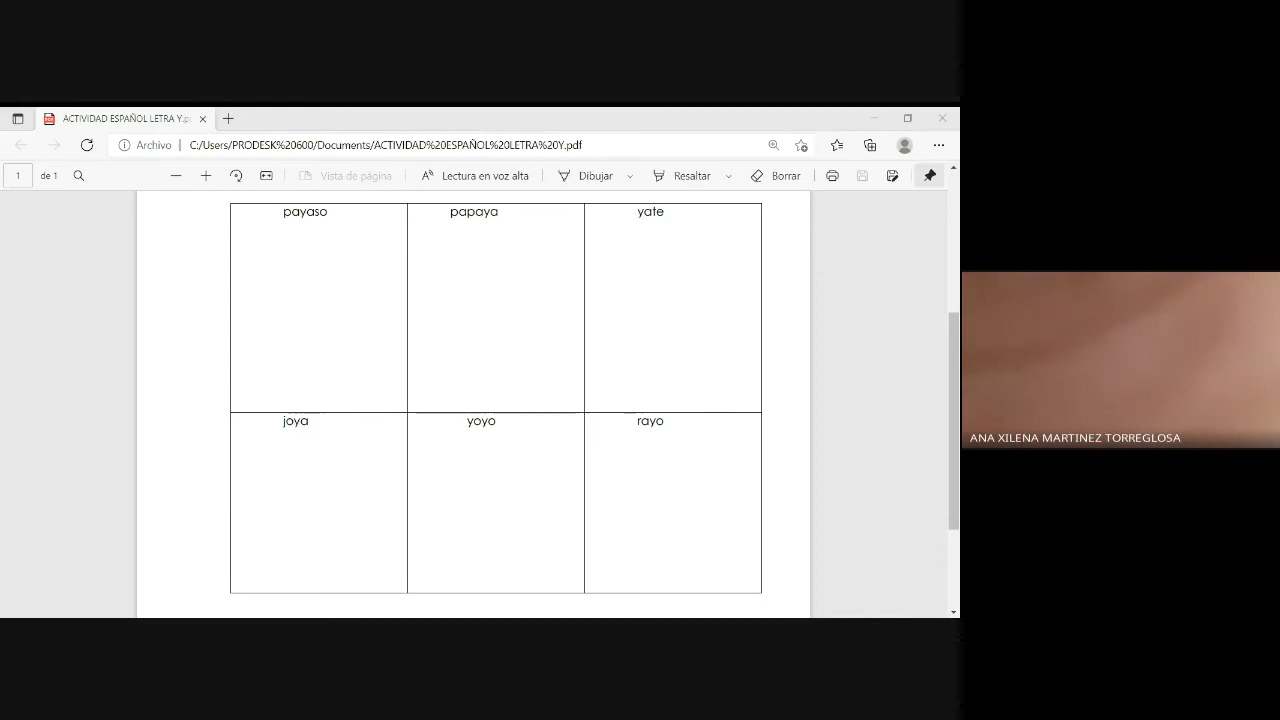 ACTIVIDAD ESPAÑOL LETRA Y.p
Archivo C:/Users/PRODESK%20600/Documents/ACTIVIDAD%20ESPAÑOL%20LETRA%20Y.pdf
1 de 1 Vista de página Lectura en voz alta Dibujar Resaltar Borrar
payaso papaya yate
joya yoyo rayo
ANA XILENA MARTINEZ TORREGLOSA